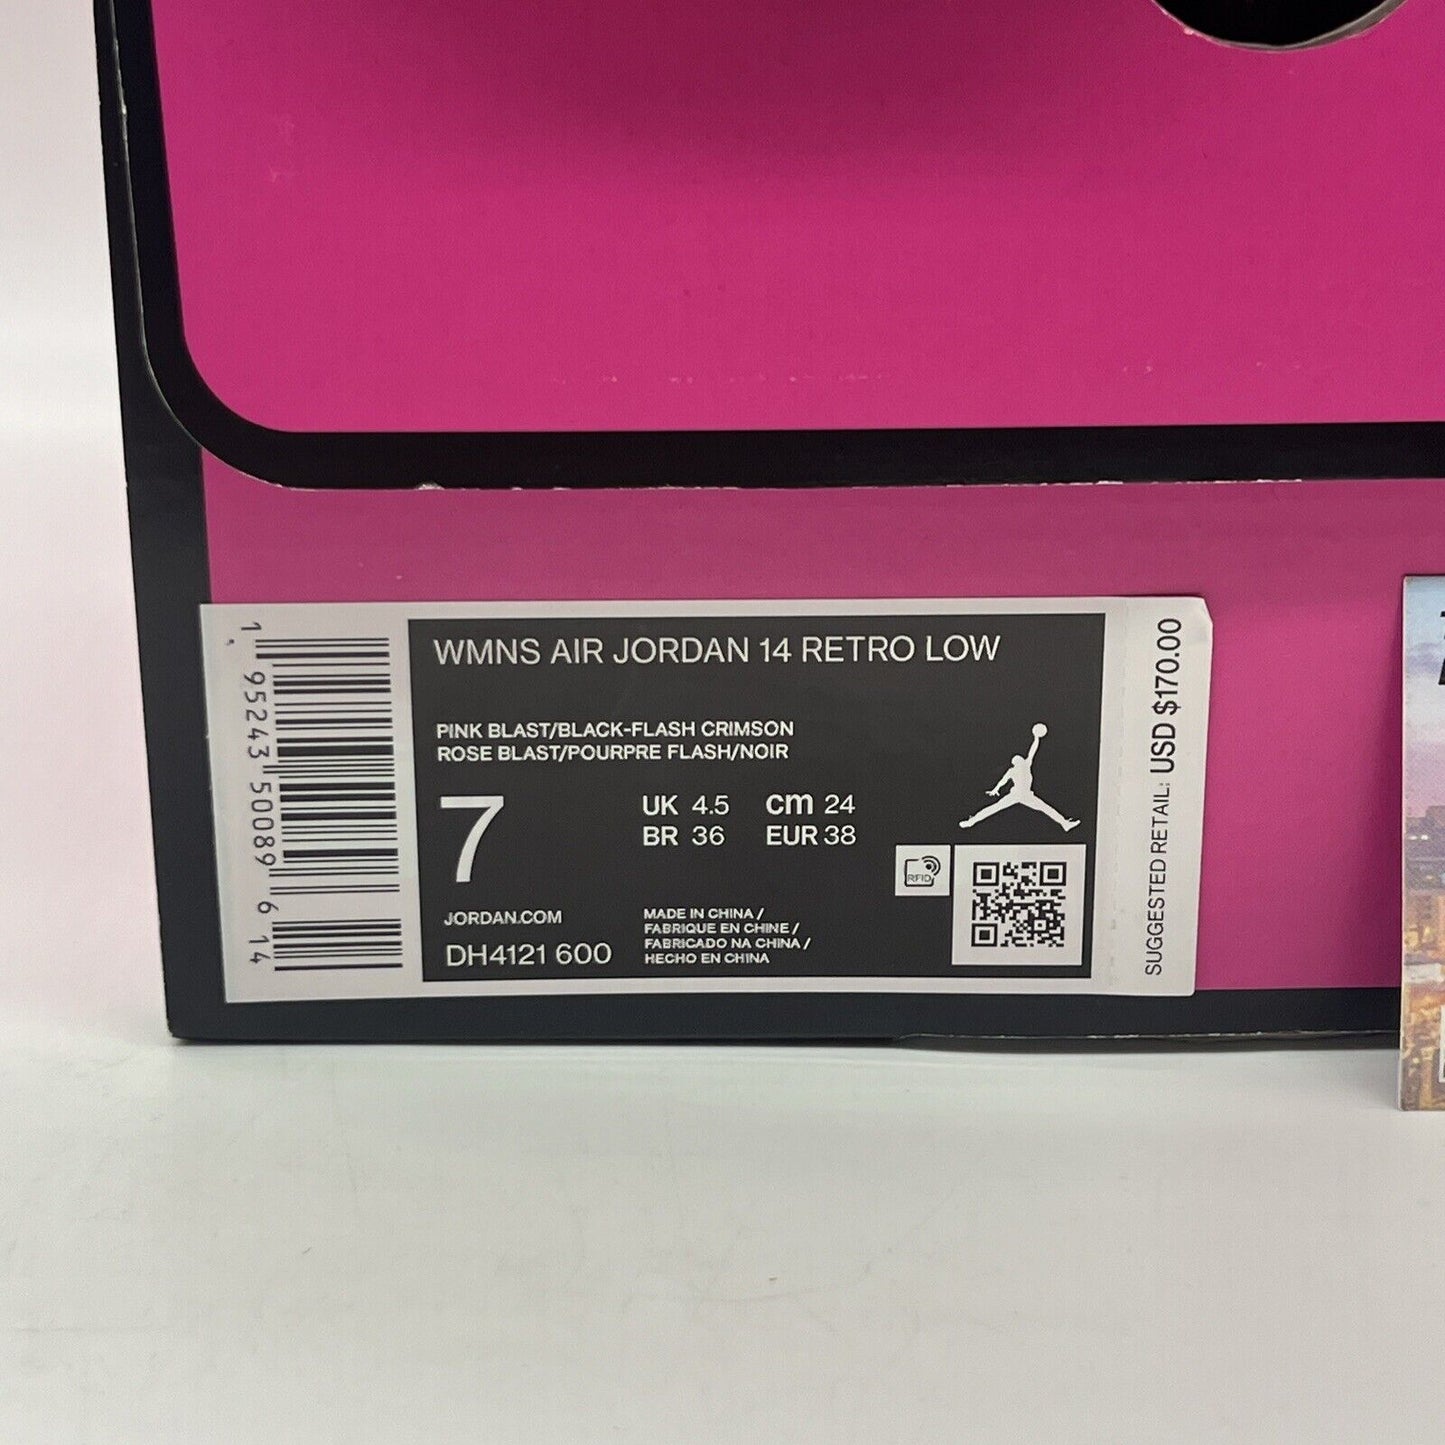 WMNS AIR JORDAN 14 RETRO LOW
PINK BLAST/BLACK-FLASH CRIMSON
ROSE BLAST/POURPRE FLASH/NOIR
7
UK 4.5 cm 24
BR 36 EUR 38
JORDAN.COM
DH4121 600
MADE IN CHINA /
FABRIQUE EN CHINE /
FABRICADO NA CHINA /
HECHO EN CHINA
RFID
SUGGESTED RETAIL: USD $170.00
1 95243 50089 6 14